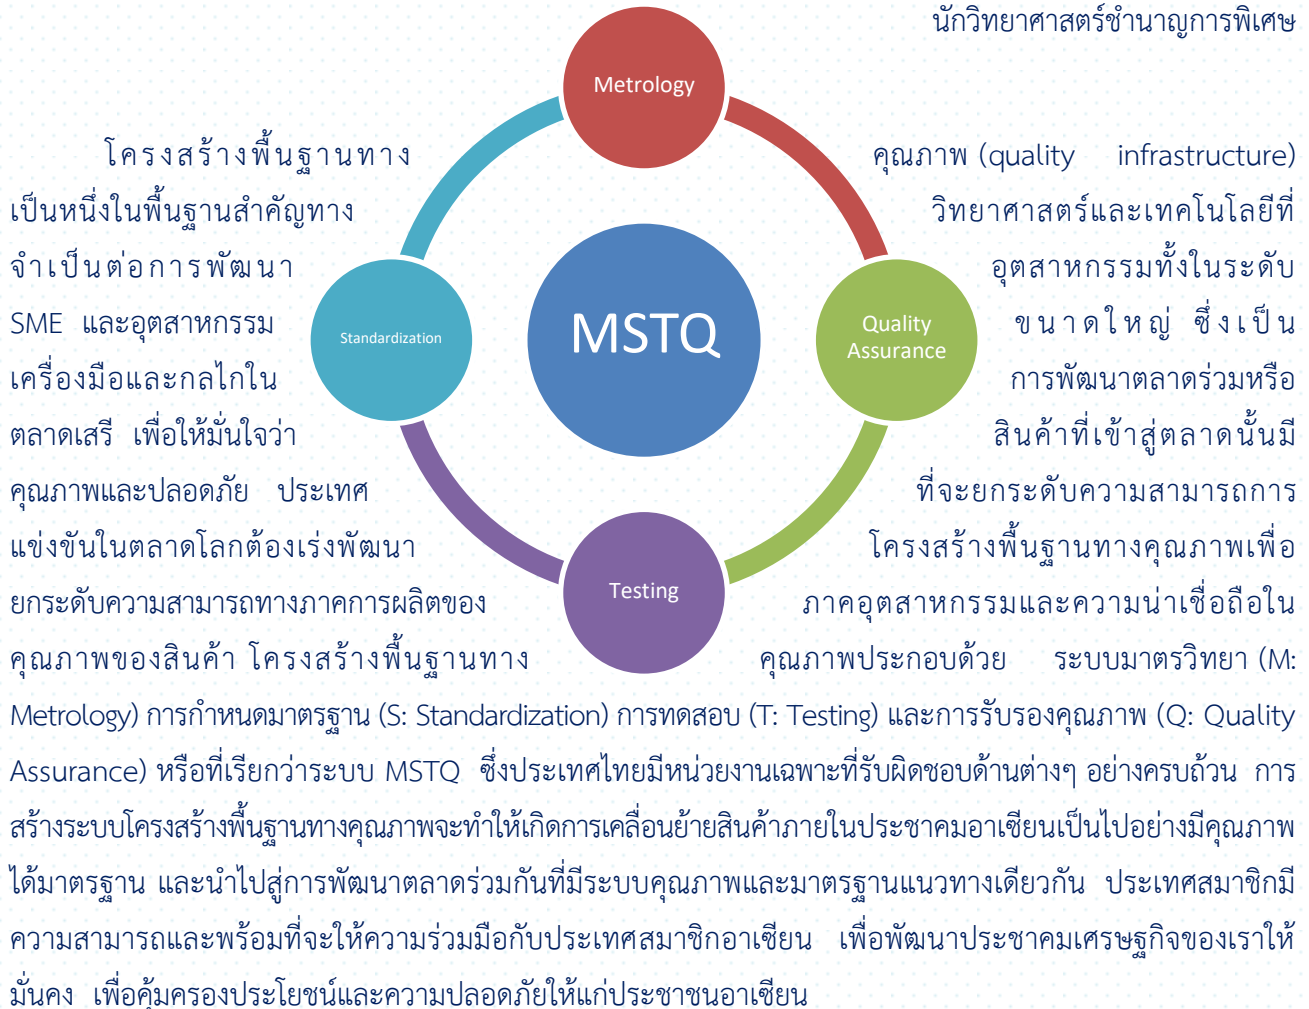 นักวิทยาศาสตร์ชำนาญการพิเศษ
Metrology
โครงสร้างพื้นฐานทาง คุณภาพ (quality infrastructure)
เป็นหนึ่งในพื้นฐานสำคัญทาง วิทยาศาสตร์และเทคโนโลยีที่
จำเป็นต่อการพัฒนา อุตสาหกรรมทั้งในระดับ
SME และอุตสาหกรรม ขนาดใหญ่ ซึ่งเป็น
Standardization
MSTQ
Quality
Assurance
เครื่องมือและกลไกใน การพัฒนาตลาดร่วมหรือ
ตลาดเสรี เพื่อให้มั่นใจว่า สินค้าที่เข้าสู่ตลาดนั้นมี
คุณภาพและปลอดภัย ประเทศ ที่จะยกระดับความสามารถการ
แข่งขันในตลาดโลกต้องเร่งพัฒนา โครงสร้างพื้นฐานทางคุณภาพเพื่อ
Testing
ยกระดับความสามารถทางภาคการผลิตของ ภาคอุตสาหกรรมและความน่าเชื่อถือใน
คุณภาพของสินค้า โครงสร้างพื้นฐานทาง คุณภาพประกอบด้วย ระบบมาตรวิทยา (M:
Metrology) การกำหนดมาตรฐาน (S: Standardization) การทดสอบ (T: Testing) และการรับรองคุณภาพ (Q: Quality
Assurance) หรือที่เรียกว่าระบบ MSTQ ซึ่งประเทศไทยมีหน่วยงานเฉพาะที่รับผิดชอบด้านต่างๆ อย่างครบถ้วน การ
สร้างระบบโครงสร้างพื้นฐานทางคุณภาพจะทำให้เกิดการเคลื่อนย้ายสินค้าภายในประชาคมอาเซียนเป็นไปอย่างมีคุณภาพ
ได้มาตรฐาน และนำไปสู่การพัฒนาตลาดร่วมกันที่มีระบบคุณภาพและมาตรฐานแนวทางเดียวกัน ประเทศสมาชิกมี
ความสามารถและพร้อมที่จะให้ความร่วมมือกับประเทศสมาชิกอาเซียน เพื่อพัฒนาประชาคมเศรษฐกิจของเราให้
มั่นคง เพื่อคุ้มครองประโยชน์และความปลอดภัยให้แก่ประชาชนอาเซียน